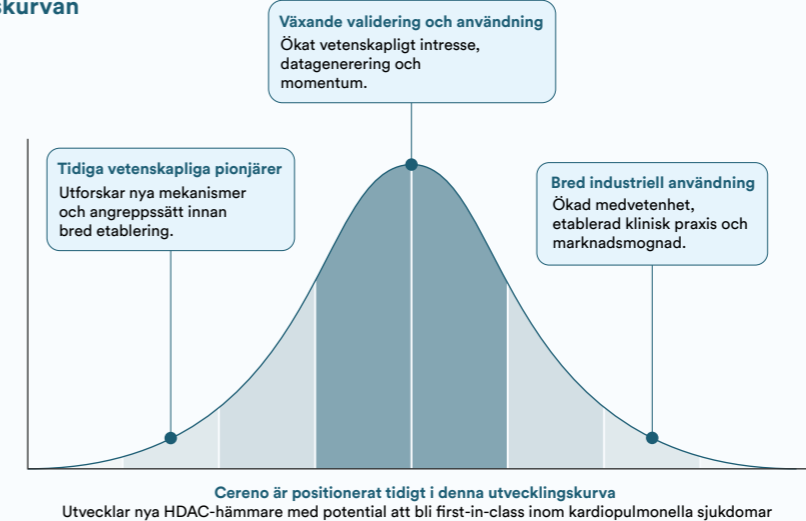 skurvan
Växande validering och användning
Ökat vetenskapligt intresse,
datagenerering och
momentum.
Tidiga vetenskapliga pionjärer
Utforskar nya mekanismer
och angreppssätt innan
bred etablering.
Bred industriell användning
Ökad medvetenhet,
etablerad klinisk praxis och
marknadsmognad.
Cereno är positionerat tidigt i denna utvecklingskurva
Utvecklar nya HDAC-hämmare med potential att bli first-in-class inom kardiopulmonella sjukdomar